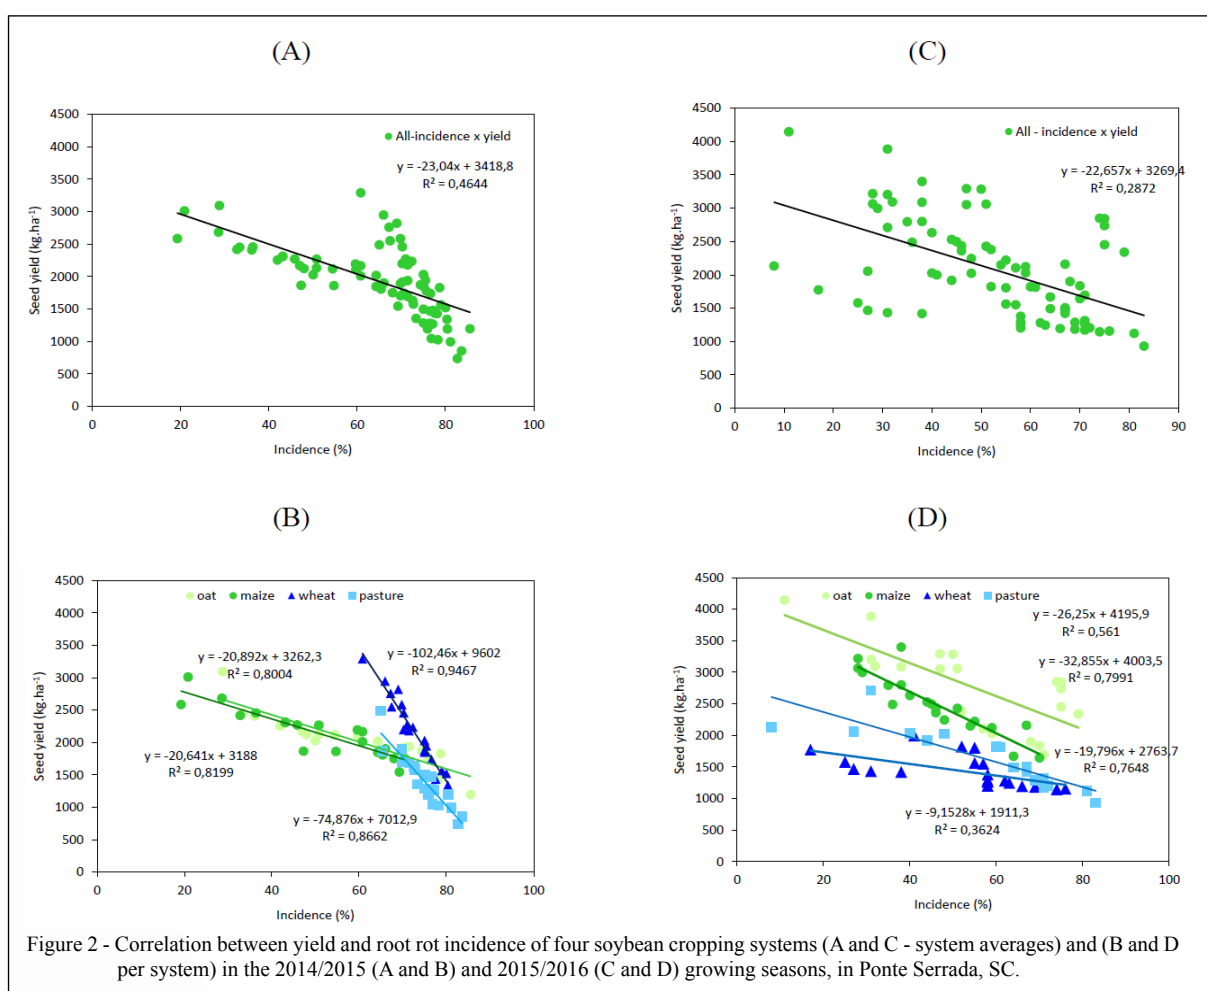 (A)
4500
4000
3500
3000
2500
2000
1500
1000
500
0
Seed yield (kg.ha⁻¹)
All-incidence x yield
y = -23,04x + 3418,8
R² = 0,4644
0 20 40 60 80 100
Incidence (%)
(C)
4500
4000
3500
3000
2500
2000
1500
1000
500
0
Seed yield (kg.ha⁻¹)
All - incidence x yield
y = -22,657x + 3269,4
R² = 0,2872
0 10 20 30 40 50 60 70 80 90
Incidence (%)
(B)
4500
4000
3500
3000
2500
2000
1500
1000
500
0
Seed yield (kg.ha⁻¹)
oat maize wheat pasture
y = -20,892x + 3262,3
R² = 0,8004
y = -102,46x + 9602
R² = 0,9467
y = -20,641x + 3188
R² = 0,8199
y = -74,876x + 7012,9
R² = 0,8662
0 20 40 60 80 100
Incidence (%)
(D)
4500
4000
3500
3000
2500
2000
1500
1000
500
0
Seed yield (kg.ha⁻¹)
oat maize wheat pasture
y = -26,25x + 4195,9
R² = 0,561
y = -32,855x + 4003,5
R² = 0,7991
y = -19,796x + 2763,7
R² = 0,7648
y = -9,1528x + 1911,3
R² = 0,3624
0 20 40 60 80 100
Incidence (%)
Figure 2 - Correlation between yield and root rot incidence of four soybean cropping systems (A and C - system averages) and (B and D
per system) in the 2014/2015 (A and B) and 2015/2016 (C and D) growing seasons, in Ponte Serrada, SC.